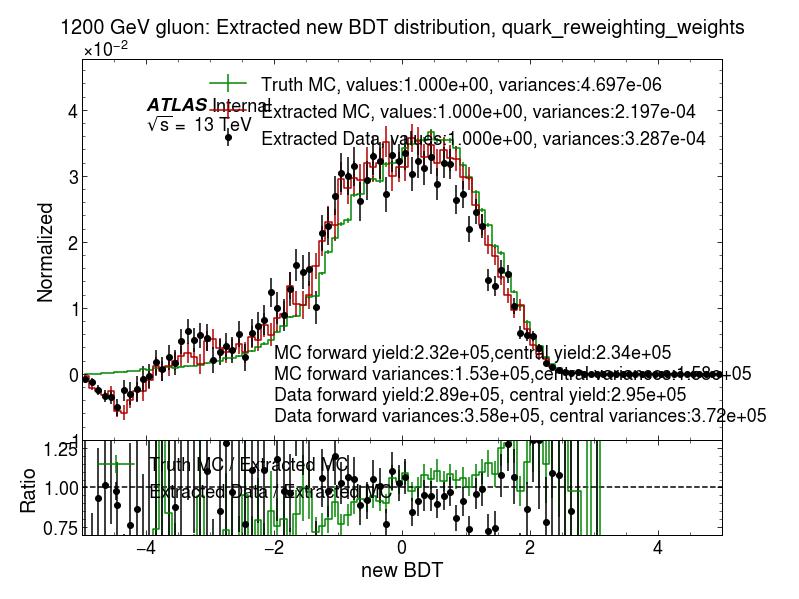 1200 GeV gluon: Extracted new BDT distribution, quark_reweighting_weights
×10⁻²
Truth MC, values:1.000e+00, variances:4.697e-06
ATLAS Internal
Extracted MC, values:1.000e+00, variances:2.197e-04
√s = 13 TeV
Extracted Data, values:1.000e+00, variances:3.287e-04
4
3
2
1
0
−1
Normalized
MC forward yield:2.32e+05,central yield:2.34e+05
MC forward variances:1.53e+05,central variances:1.58e+05
Data forward yield:2.89e+05, central yield:2.95e+05
Data forward variances:3.58e+05, central variances:3.72e+05
1.25
1.00
0.75
Ratio
Truth MC / Extracted MC
Extracted Data / Extracted MC
−4 −2 0 2 4
new BDT